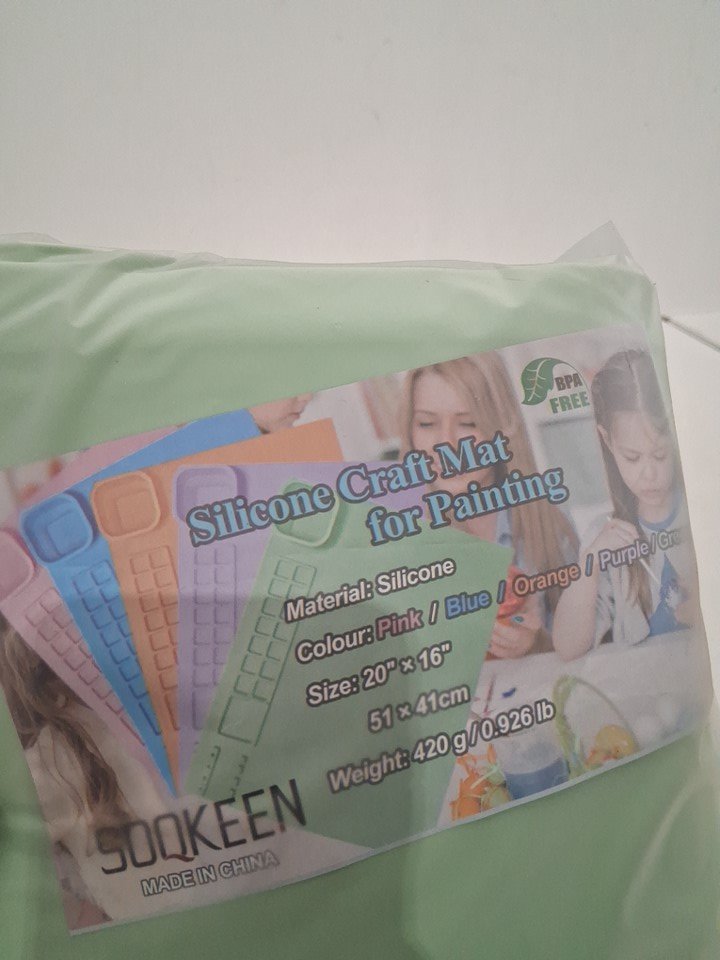 BPA
FREE
Silicone Craft Mat
for Painting
Material: Silicone
Colour: Pink / Blue / Orange / Purple /
Size: 20" × 16"
51 × 41cm
Weight: 420 g / 0.926 lb
SOQKEEN
MADE IN CHINA